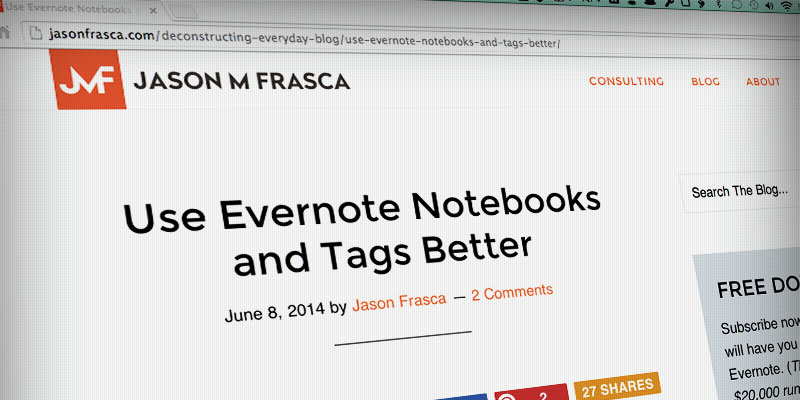 Use Evernote Notebooks
jasonfrasca.com/deconstructing-everyday-blog/use-evernote-notebooks-and-tags-better/
JMF JASON M FRASCA
CONSULTING BLOG ABOUT
Search The Blog...
Use Evernote Notebooks
and Tags Better
June 8, 2014 by Jason Frasca — 2 Comments
2
27 SHARES
FREE DO
Subscribe now
will have you
Evernote. (Th
$20,000 run